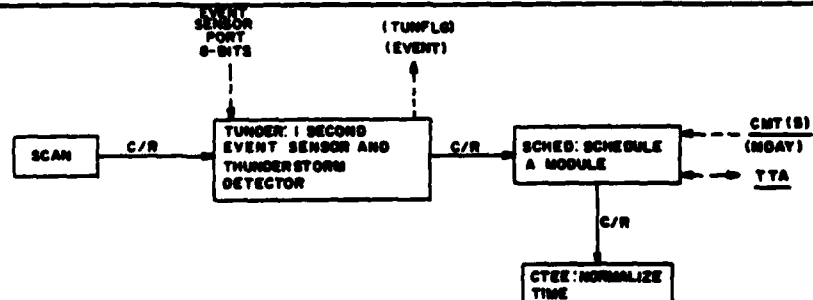 EVENT
SENSOR
PORT
8-BITS
(TUNFLG)
(EVENT)
SCAN
C/R
TUNDER: 1 SECOND
EVENT SENSOR AND
THUNDERSTORM
DETECTOR
C/R
SCHED: SCHEDULE
A MODULE
CMT(S)
(MDAY)
TTA
C/R
CTEE: NORMALIZE
TIME